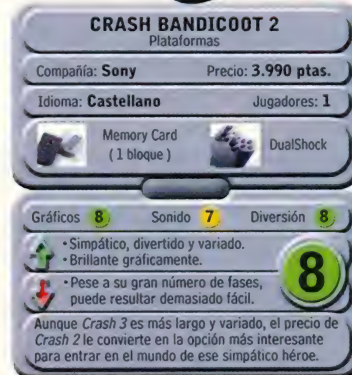 CRASH BANDICOOT 2
Plataformas
Compañía: Sony Precio: 3.990 ptas.
Idioma: Castellano Jugadores: 1
Memory Card
( 1 bloque )
DualShock
Gráficos 8 Sonido 7 Diversión 8
• Simpático, divertido y variado.
• Brillante gráficamente.
• Pese a su gran número de fases,
puede resultar demasiado fácil.
8
Aunque Crash 3 es más largo y variado, el precio de
Crash 2 le convierte en la opción más interesante
para entrar en el mundo de ese simpático héroe.